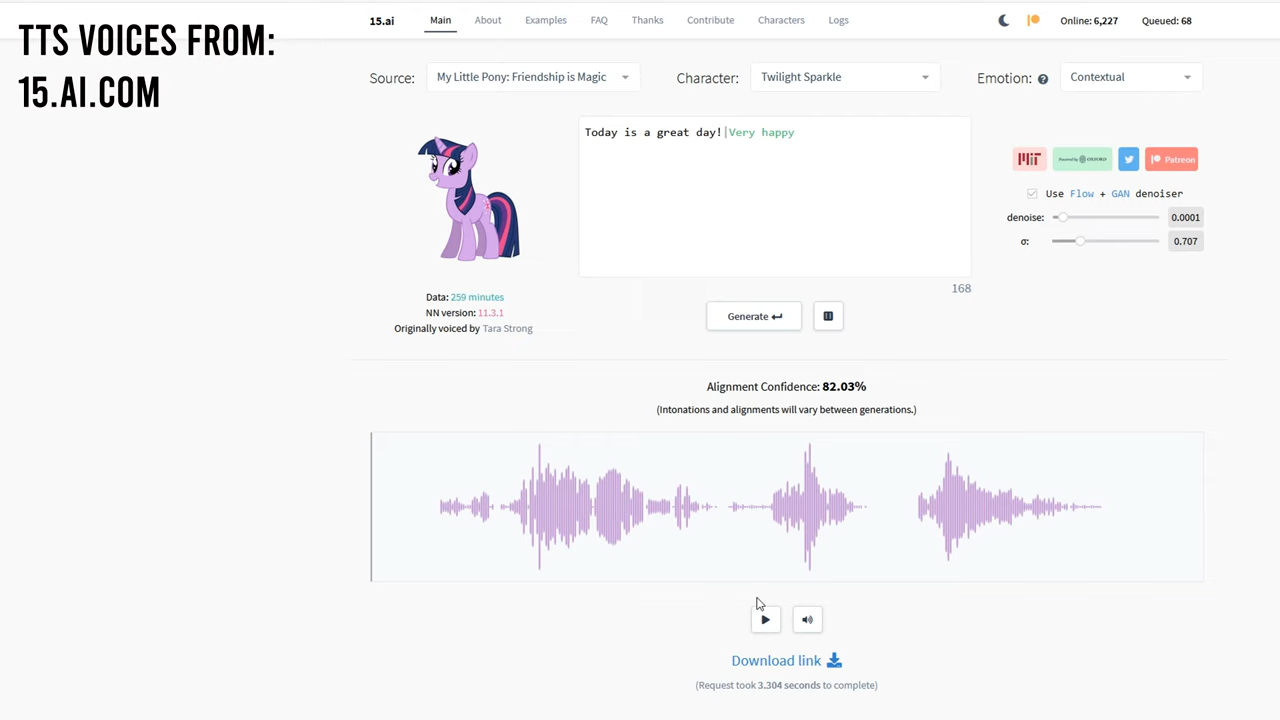 TTS VOICES FROM:
15.AI.COM
15.ai Main About Examples FAQ Thanks Contribute Characters Logs Online: 6,227 Queued: 68
Source: My Little Pony: Friendship is Magic Character: Twilight Sparkle Emotion: ? Contextual
Today is a great day!|Very happy
MIT Powered by OXFORD Patreon
Use Flow + GAN denoiser
denoise: 0.0001
σ: 0.707
168
Data: 259 minutes
NN version: 11.3.1
Originally voiced by Tara Strong
Generate
Alignment Confidence: 82.03%
(Intonations and alignments will vary between generations.)
Download link
(Request took 3.304 seconds to complete)